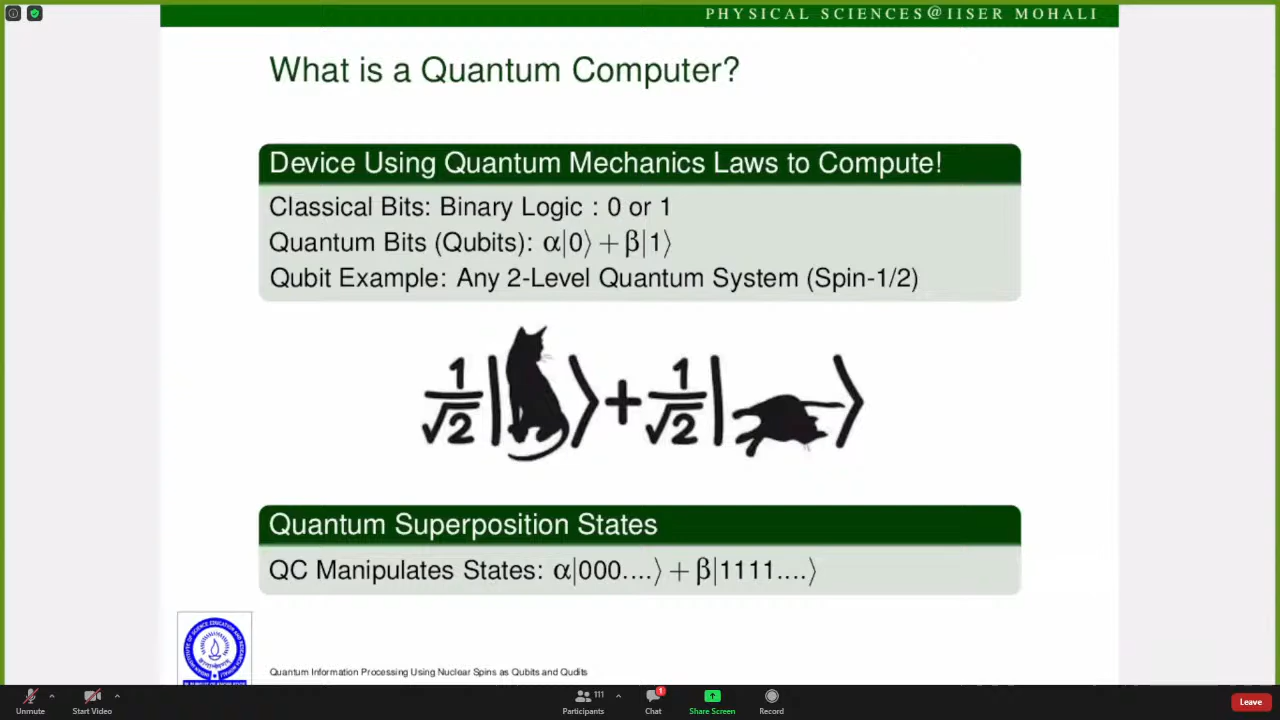 PHYSICAL SCIENCES@IISER MOHALI
What is a Quantum Computer?
Device Using Quantum Mechanics Laws to Compute!
Classical Bits: Binary Logic : 0 or 1
Quantum Bits (Qubits): α|0⟩ + β|1⟩
Qubit Example: Any 2-Level Quantum System (Spin-1/2)
1/√2 | ⟩ + 1/√2 | ⟩
Quantum Superposition States
QC Manipulates States: α|000....⟩ + β|1111....⟩
Quantum Information Processing Using Nuclear Spins as Qubits and Qudits
Unmute
Start Video
Participants 111
Chat 1
Share Screen
Record
Leave